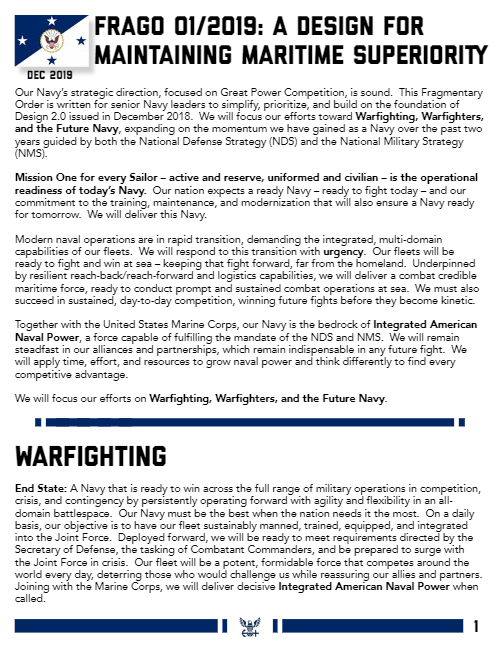 FRAGO 01/2019: A DESIGN FOR
MAINTAINING MARITIME SUPERIORITY
DEC 2019
Our Navy's strategic direction, focused on Great Power Competition, is sound. This Fragmentary
Order is written for senior Navy leaders to simplify, prioritize, and build on the foundation of
Design 2.0 issued in December 2018. We will focus our efforts toward Warfighting, Warfighters,
and the Future Navy, expanding on the momentum we have gained as a Navy over the past two
years guided by both the National Defense Strategy (NDS) and the National Military Strategy
(NMS).
Mission One for every Sailor – active and reserve, uniformed and civilian – is the operational
readiness of today's Navy. Our nation expects a ready Navy – ready to fight today – and our
commitment to the training, maintenance, and modernization that will also ensure a Navy ready
for tomorrow. We will deliver this Navy.
Modern naval operations are in rapid transition, demanding the integrated, multi-domain
capabilities of our fleets. We will respond to this transition with urgency. Our fleets will be
ready to fight and win at sea – keeping that fight forward, far from the homeland. Underpinned
by resilient reach-back/reach-forward and logistics capabilities, we will deliver a combat credible
maritime force, ready to conduct prompt and sustained combat operations at sea. We must also
succeed in sustained, day-to-day competition, winning future fights before they become kinetic.
Together with the United States Marine Corps, our Navy is the bedrock of Integrated American
Naval Power, a force capable of fulfilling the mandate of the NDS and NMS. We will remain
steadfast in our alliances and partnerships, which remain indispensable in any future fight. We
will apply time, effort, and resources to grow naval power and think differently to find every
competitive advantage.
We will focus our efforts on Warfighting, Warfighters, and the Future Navy.
WARFIGHTING
End State: A Navy that is ready to win across the full range of military operations in competition,
crisis, and contingency by persistently operating forward with agility and flexibility in an all-
domain battlespace. Our Navy must be the best when the nation needs it the most. On a daily
basis, our objective is to have our fleet sustainably manned, trained, equipped, and integrated
into the Joint Force. Deployed forward, we will be ready to meet requirements directed by the
Secretary of Defense, the tasking of Combatant Commanders, and be prepared to surge with
the Joint Force in crisis. Our fleet will be a potent, formidable force that competes around the
world every day, deterring those who would challenge us while reassuring our allies and partners.
Joining with the Marine Corps, we will deliver decisive Integrated American Naval Power when
called.
1